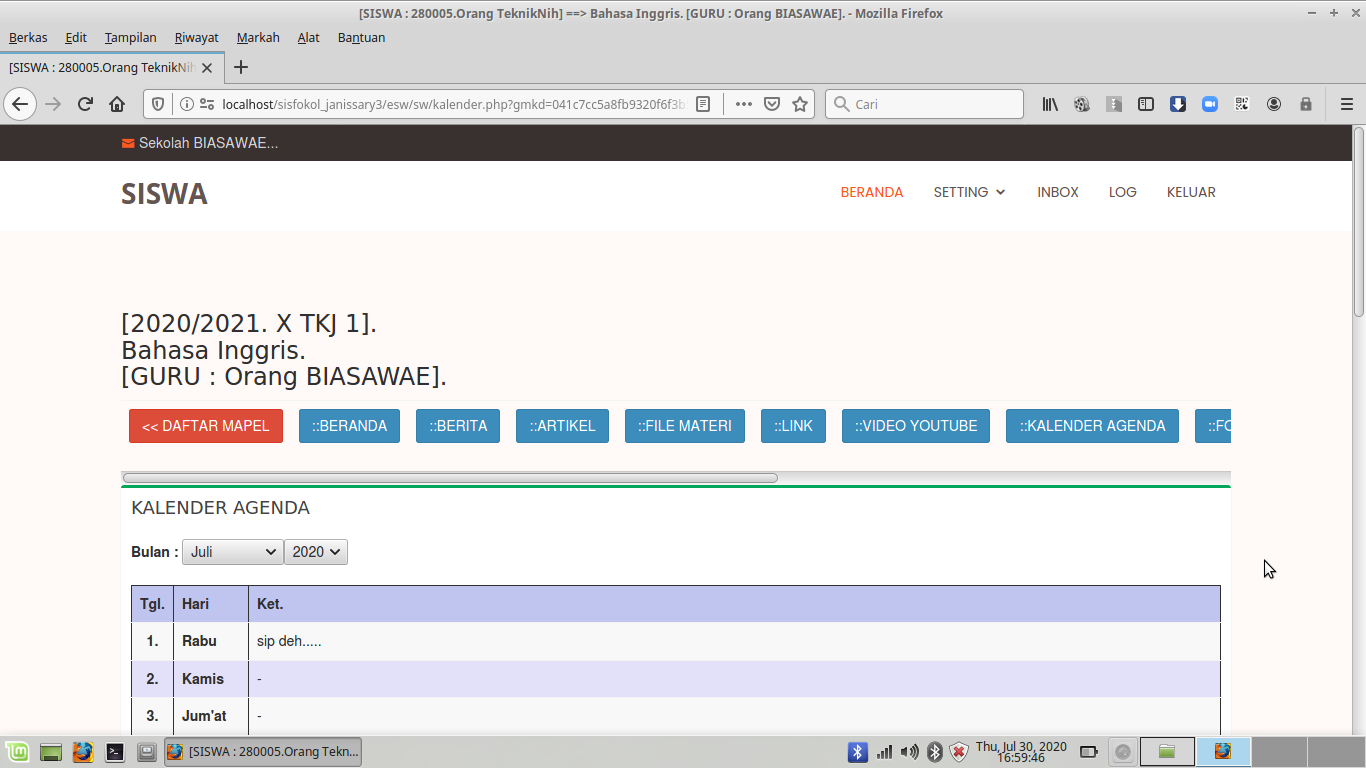 [SISWA : 280005.Orang TeknikNih] ==> Bahasa Inggris. [GURU : Orang BIASAWAE]. - Mozilla Firefox
Berkas Edit Tampilan Riwayat Markah Alat Bantuan
[SISWA : 280005.Orang TeknikNih
localhost/sisfokol_janissary3/esw/sw/kalender.php?gmkd=041c7cc5a8fb9320f6f3b
Cari
Sekolah BIASAWAE...
SISWA
BERANDA SETTING INBOX LOG KELUAR
[2020/2021. X TKJ 1].
Bahasa Inggris.
[GURU : Orang BIASAWAE].
<< DAFTAR MAPEL ::BERANDA ::BERITA ::ARTIKEL ::FILE MATERI ::LINK ::VIDEO YOUTUBE ::KALENDER AGENDA ::FO
KALENDER AGENDA
Bulan : Juli 2020
Tgl. Hari Ket.
1. Rabu sip deh.....
2. Kamis -
3. Jum'at -
[SISWA : 280005.Orang Tekn...
Thu, Jul 30, 2020
16:59:46